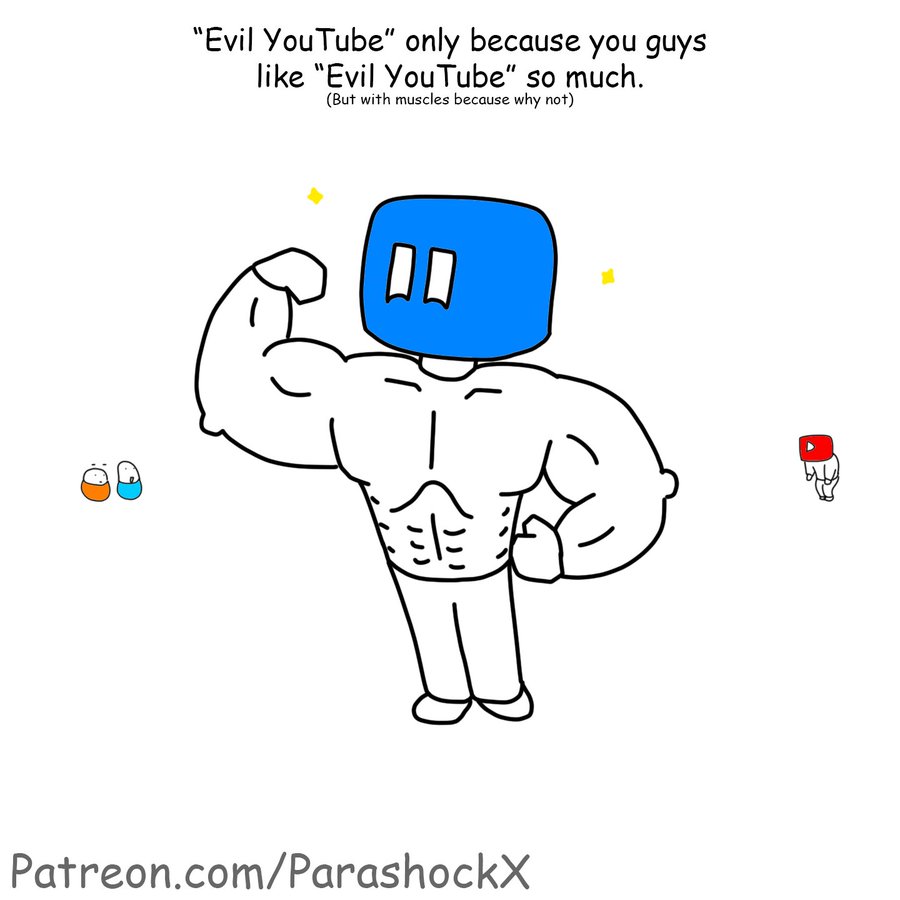 “Evil YouTube” only because you guys
like “Evil YouTube” so much.
(But with muscles because why not)
Patreon.com/ParashockX